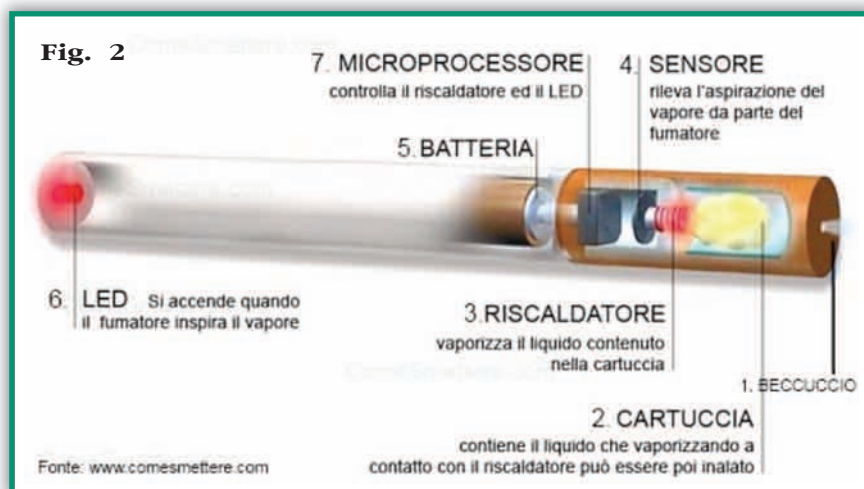 Fig. 2
7. MICROPROCESSORE
controlla il riscaldatore ed il LED
4. SENSORE
rileva l'aspirazione del
vapore da parte del
fumatore
5. BATTERIA
6. LED Si accende quando
il fumatore inspira il vapore
3. RISCALDATORE
vaporizza il liquido contenuto
nella cartuccia
1. BECCUCCIO
2. CARTUCCIA
contiene il liquido che vaporizzando a
contatto con il riscaldatore può essere poi inalato
Fonte: www.comesmettere.com